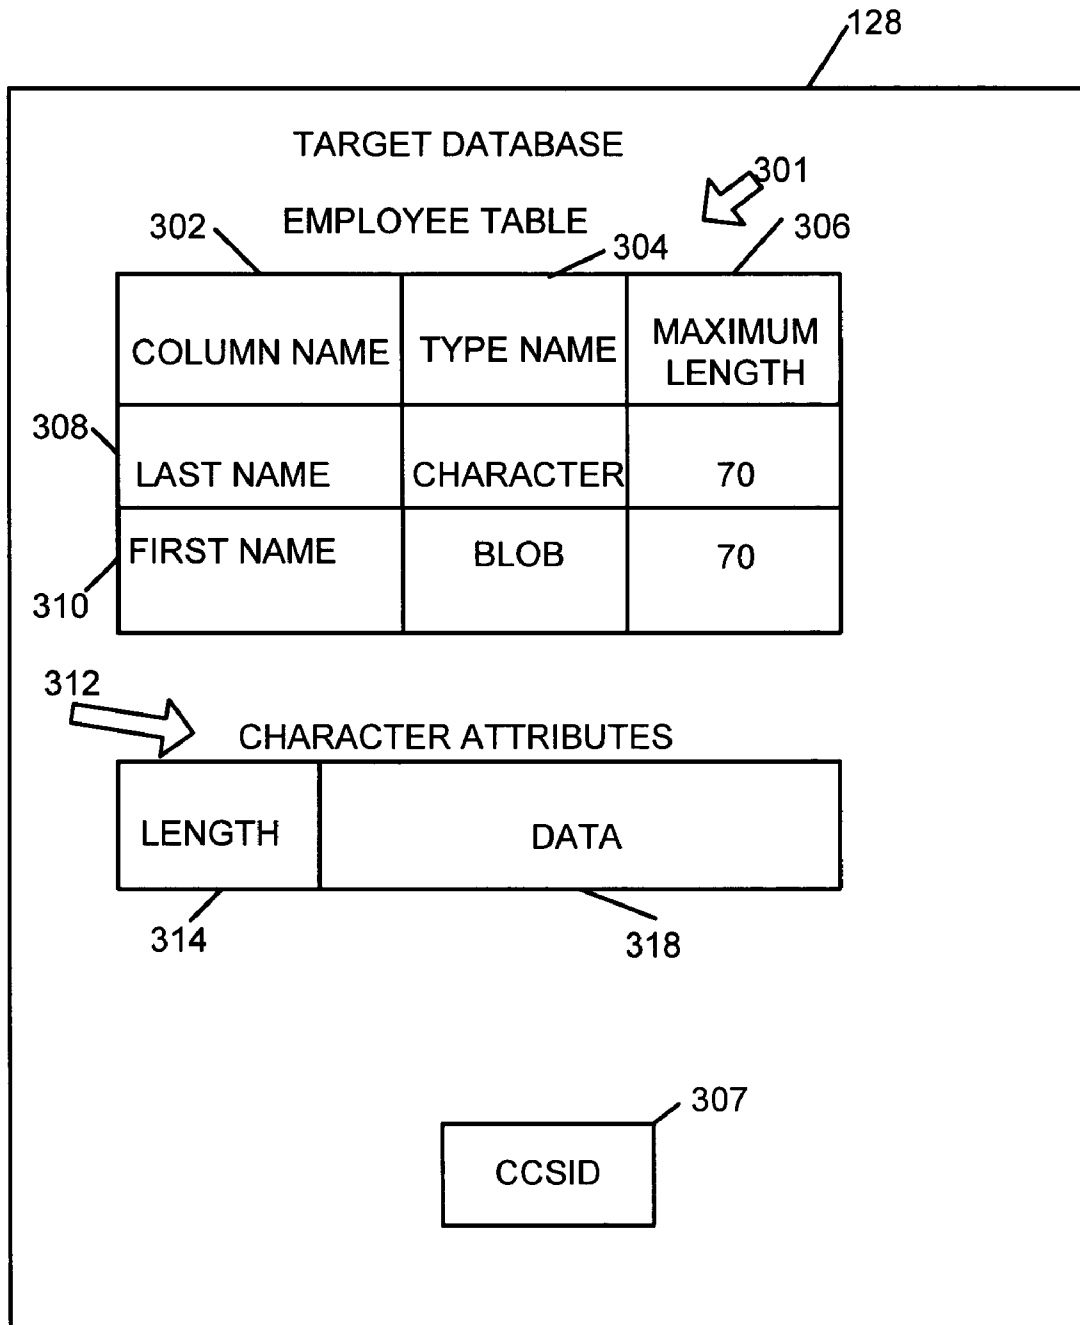 128
TARGET DATABASE
301
EMPLOYEE TABLE
302
304
306
COLUMN NAME
TYPE NAME
MAXIMUM
LENGTH
308
LAST NAME
CHARACTER
70
310
FIRST NAME
BLOB
70
312
CHARACTER ATTRIBUTES
LENGTH
DATA
314
318
307
CCSID